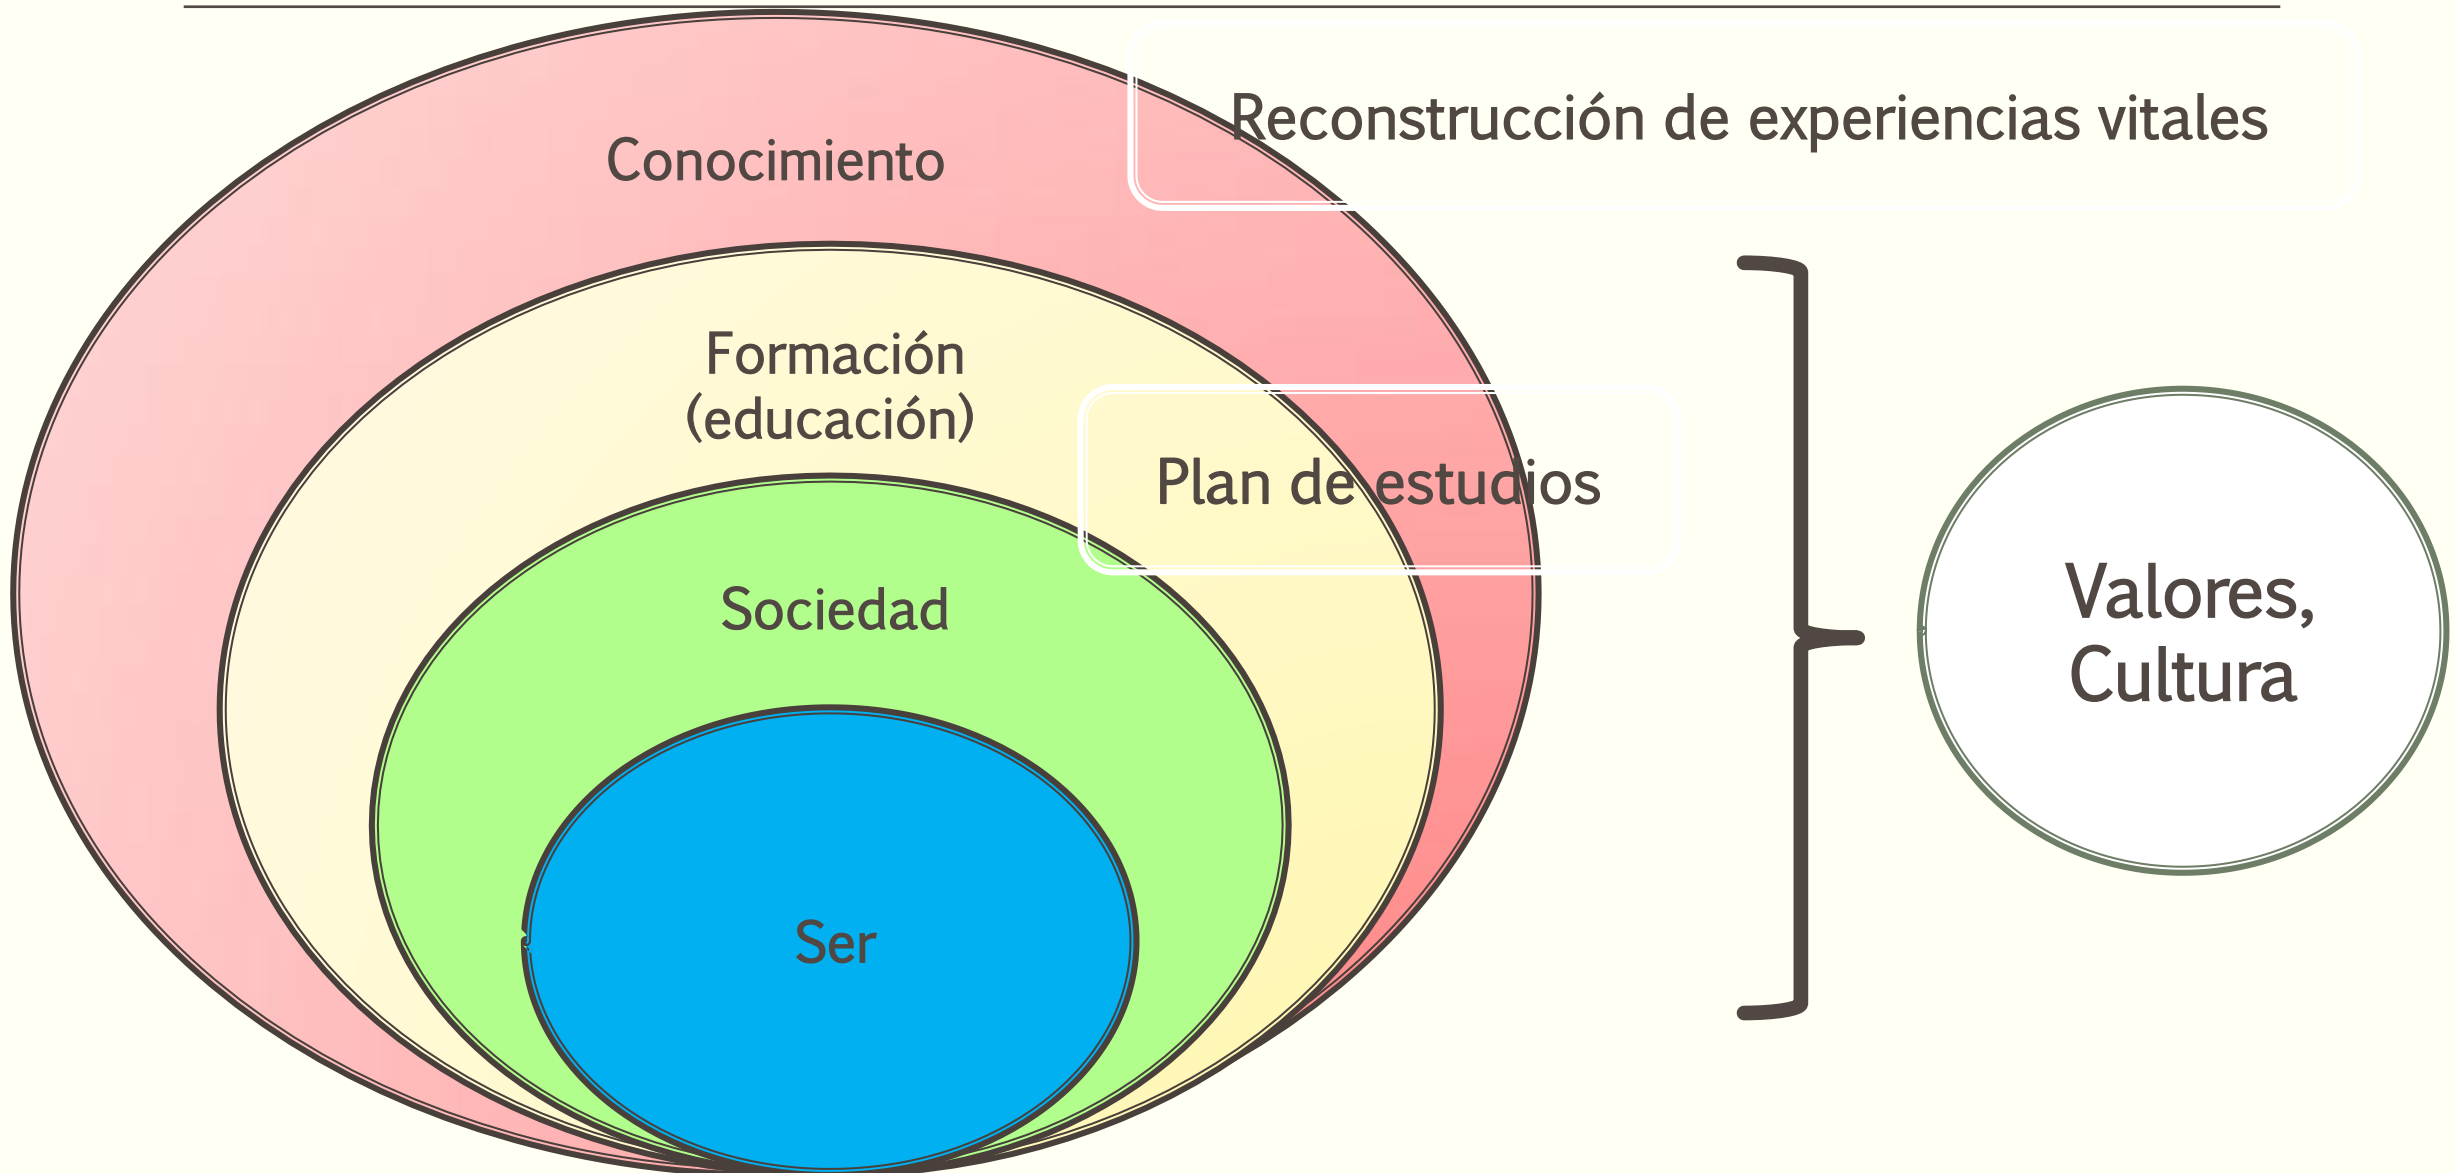 Reconstrucción de experiencias vitales
Conocimiento
Formación
(educación)
Plan de estudios
Sociedad
Valores,
Cultura
Ser